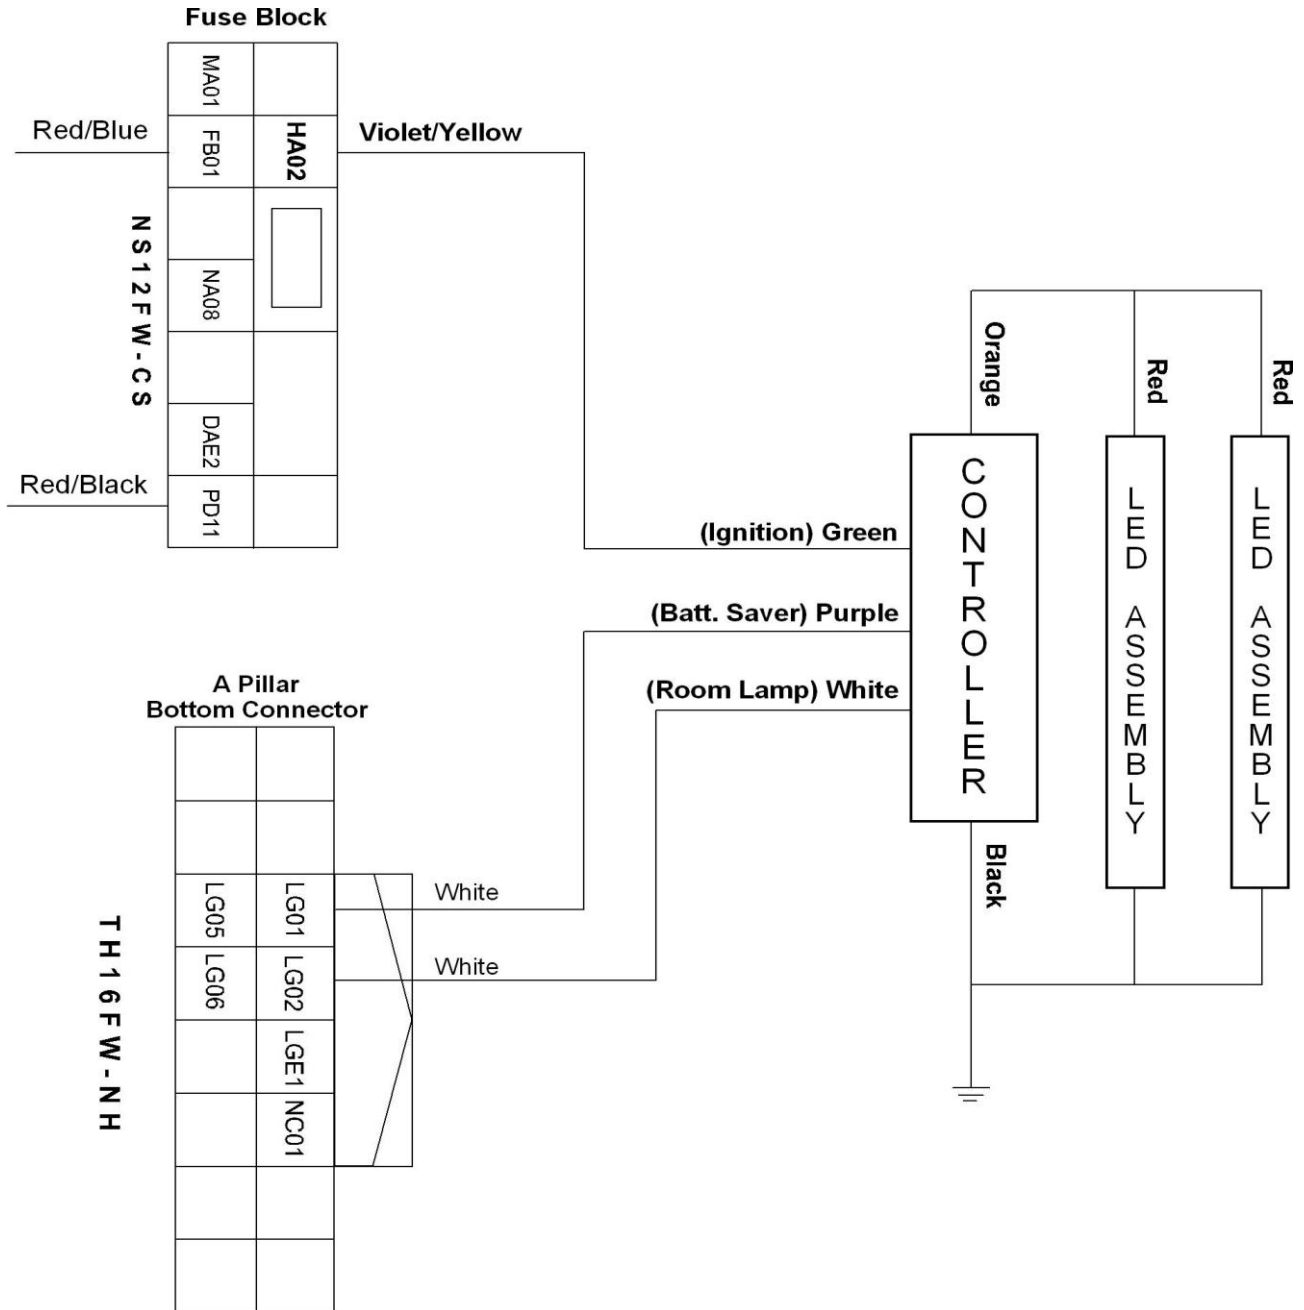 Fuse Block
MA01
Red/Blue
FB01
HA02
Violet/Yellow
NS12FW-CS
NA08
DAE2
Red/Black
PD11
Orange
Red
Red
CONTROLLER
LED ASSEMBLY
LED ASSEMBLY
(Ignition) Green
(Batt. Saver) Purple
(Room Lamp) White
Black
A Pillar
Bottom Connector
TH16FW-NH
LG05
LG01
White
LG06
LG02
White
LGE1
NC01